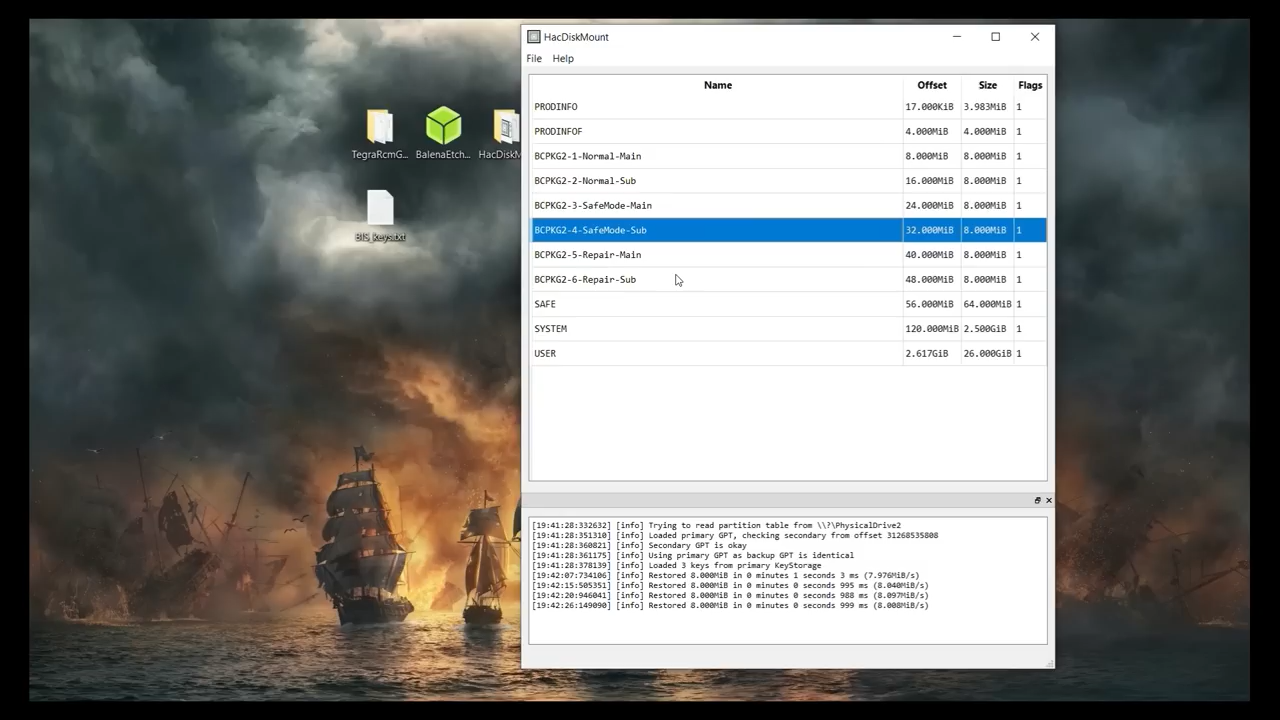 HacDiskMount
File Help
Name Offset Size Flags
PRODINFO 17.000KiB 3.983MiB 1
PRODINFOF 4.000MiB 4.000MiB 1
BCPKG2-1-Normal-Main 8.000MiB 8.000MiB 1
BCPKG2-2-Normal-Sub 16.000MiB 8.000MiB 1
BCPKG2-3-SafeMode-Main 24.000MiB 8.000MiB 1
BCPKG2-4-SafeMode-Sub 32.000MiB 8.000MiB 1
BCPKG2-5-Repair-Main 40.000MiB 8.000MiB 1
BCPKG2-6-Repair-Sub 48.000MiB 8.000MiB 1
SAFE 56.000MiB 64.000MiB 1
SYSTEM 120.000MiB 2.500GiB 1
USER 2.617GiB 26.000GiB 1
TegraRcmG... BalenaEtch... HacDiskM
BIS_keys.txt
[19:41:28:332632] [info] Trying to read partition table from \\?\PhysicalDrive2
[19:41:28:351310] [info] Loaded primary GPT, checking secondary from offset 31268535808
[19:41:28:360821] [info] Secondary GPT is okay
[19:41:28:361175] [info] Using primary GPT as backup GPT is identical
[19:41:28:378139] [info] Loaded 3 keys from primary KeyStorage
[19:42:07:734106] [info] Restored 8.000MiB in 0 minutes 1 seconds 3 ms (7.976MiB/s)
[19:42:15:505351] [info] Restored 8.000MiB in 0 minutes 0 seconds 995 ms (8.040MiB/s)
[19:42:20:946041] [info] Restored 8.000MiB in 0 minutes 0 seconds 988 ms (8.097MiB/s)
[19:42:26:149090] [info] Restored 8.000MiB in 0 minutes 0 seconds 999 ms (8.008MiB/s)